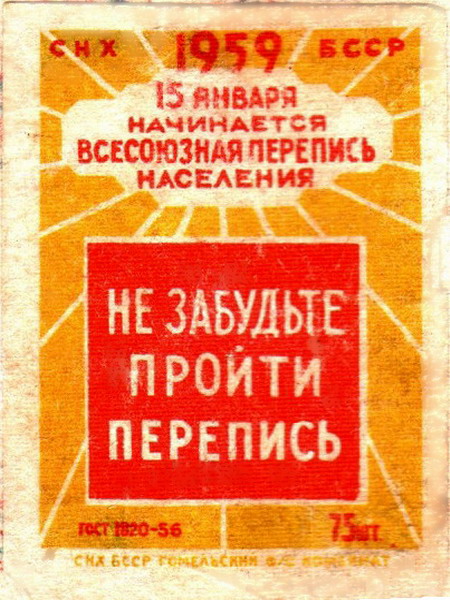 СНХ 1959 БССР
15 ЯНВАРЯ
НАЧИНАЕТСЯ
ВСЕСОЮЗНАЯ ПЕРЕПИСЬ
НАСЕЛЕНИЯ
НЕ ЗАБУДЬТЕ
ПРОЙТИ
ПЕРЕПИСЬ
ГОСТ 1820-56 75 шт.
СНХ БССР ГОМЕЛЬСКИЙ Ф/С КОМБИНАТ